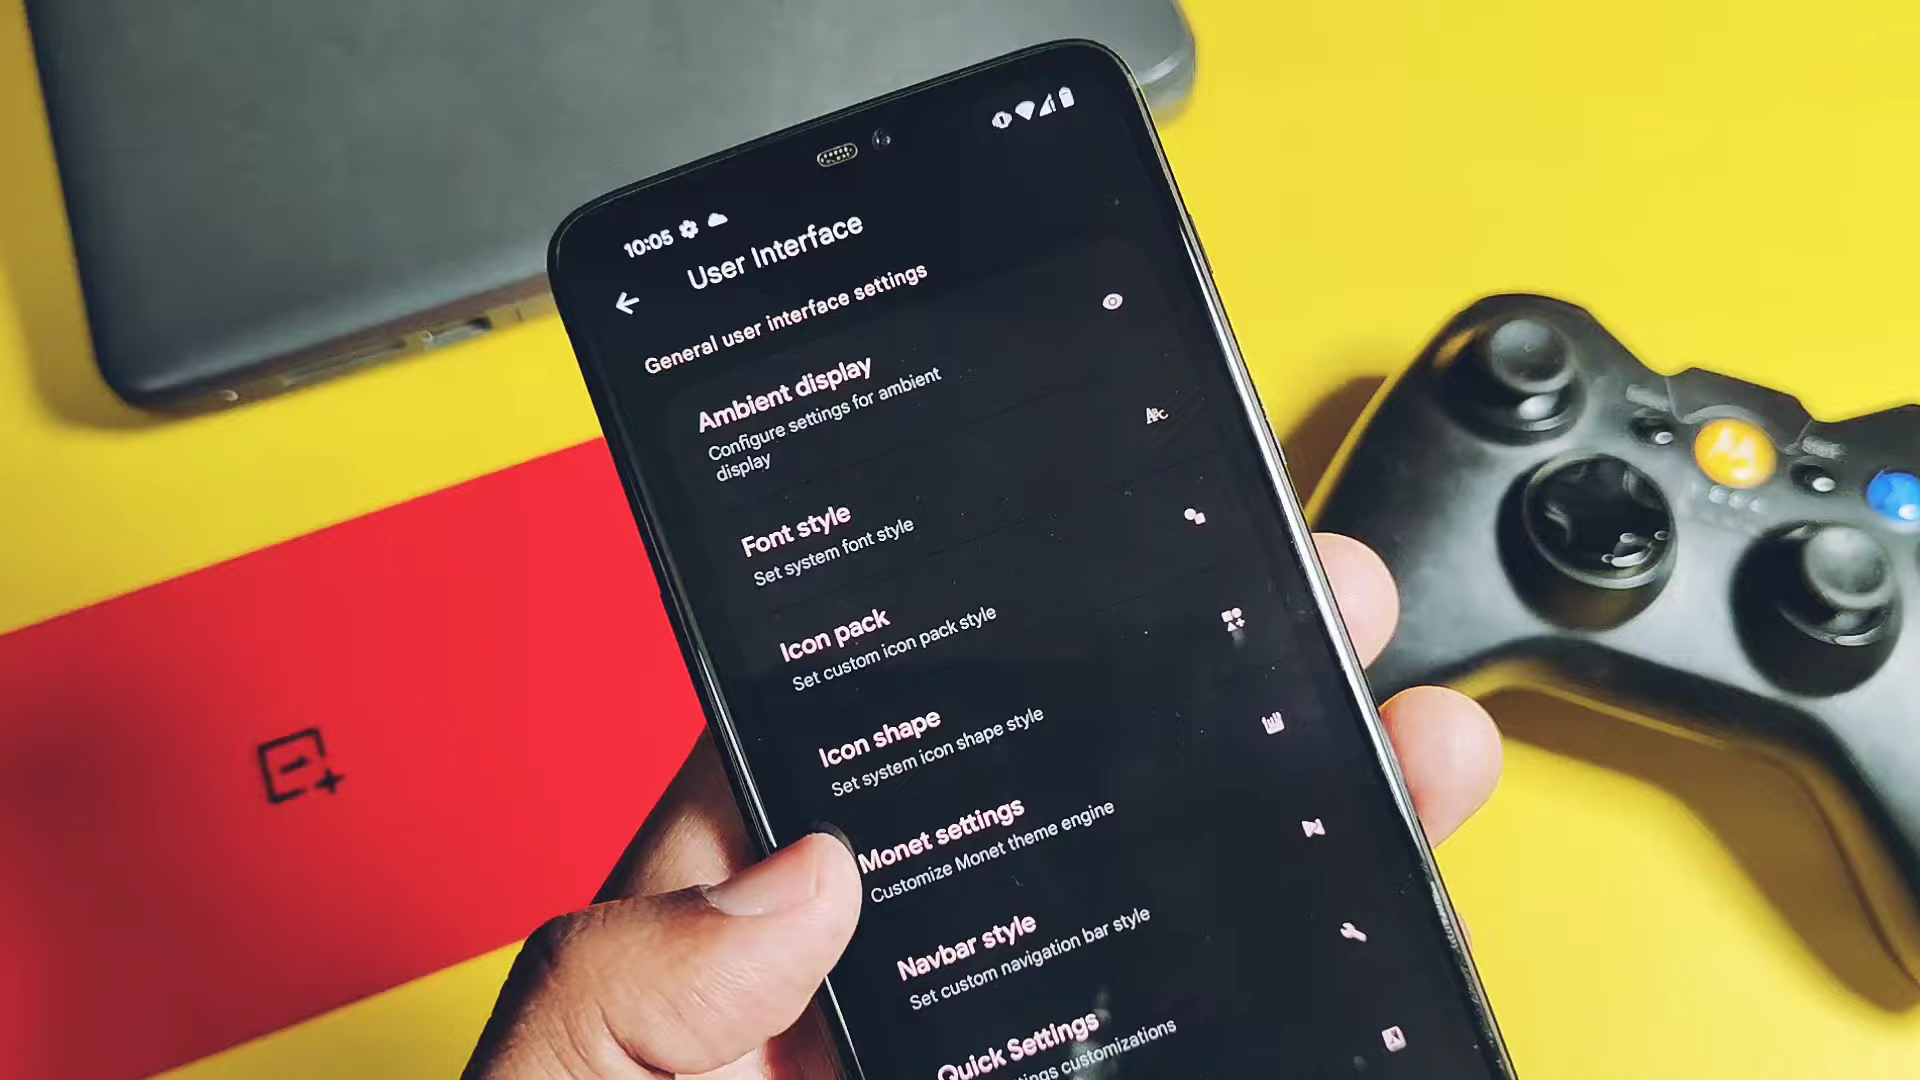 10:05
User Interface
General user interface settings
Ambient display
Configure settings for ambient
display
ABC
Font style
Set system font style
Icon pack
Set custom icon pack style
Icon shape
Set system icon shape style
Monet settings
Customize Monet theme engine
Navbar style
Set custom navigation bar style
Quick Settings
customizations